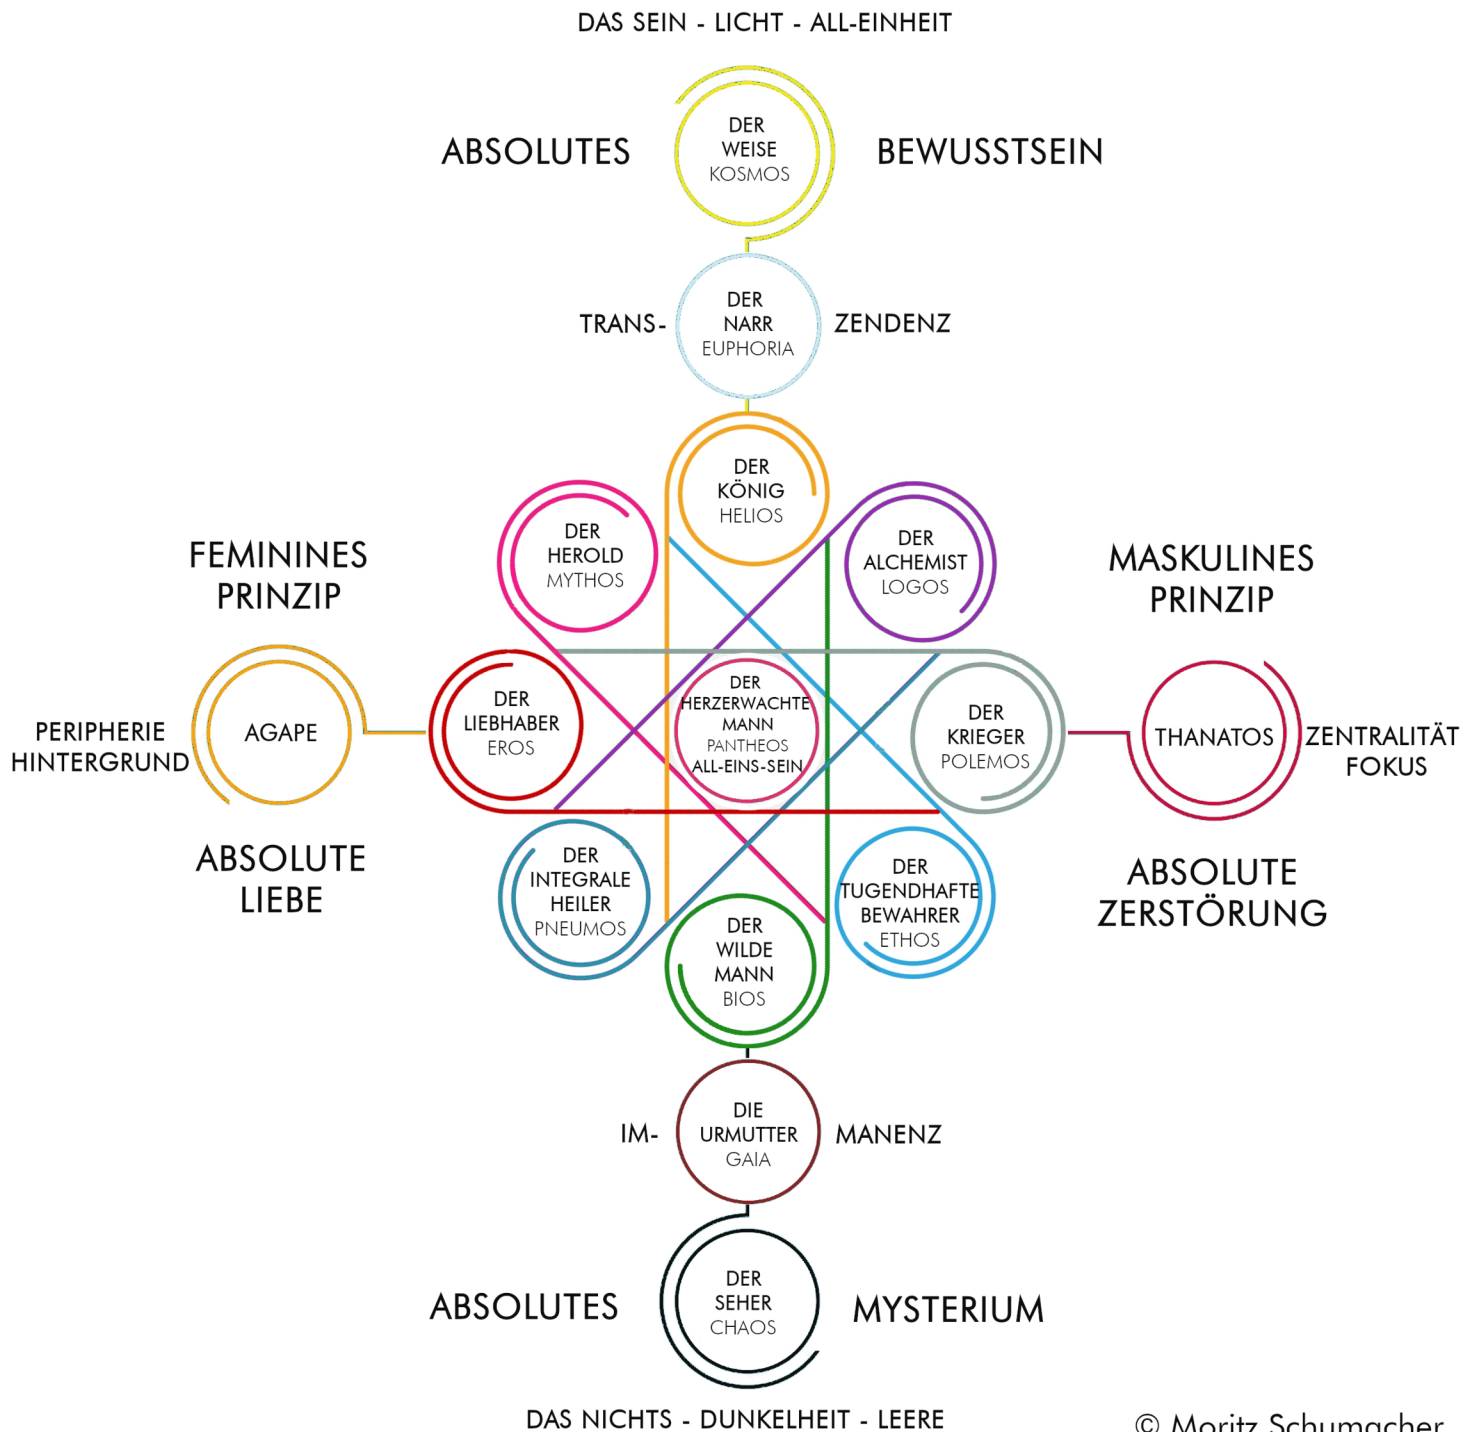 DAS SEIN - LICHT - ALL-EINHEIT
ABSOLUTES
DER
WEISE
KOSMOS
BEWUSSTSEIN
TRANS-
DER
NARR
EUPHORIA
ZENDENZ
DER
KÖNIG
HELIOS
DER
HEROLD
MYTHOS
DER
ALCHEMIST
LOGOS
FEMININES
PRINZIP
MASKULINES
PRINZIP
PERIPHERIE
HINTERGRUND
AGAPE
DER
LIEBHABER
EROS
DER
HERZERWACHTE
MANN
PANTHEOS
ALL-EINS-SEIN
DER
KRIEGER
POLEMOS
THANATOS
ZENTRALITÄT
FOKUS
ABSOLUTE
LIEBE
DER
INTEGRALE
HEILER
PNEUMOS
DER
TUGENDHAFTE
BEWAHRER
ETHOS
ABSOLUTE
ZERSTÖRUNG
DER
WILDE
MANN
BIOS
IM-
DIE
URMUTTER
GAIA
MANENZ
ABSOLUTES
DER
SEHER
CHAOS
MYSTERIUM
DAS NICHTS - DUNKELHEIT - LEERE
© Moritz Schumacher